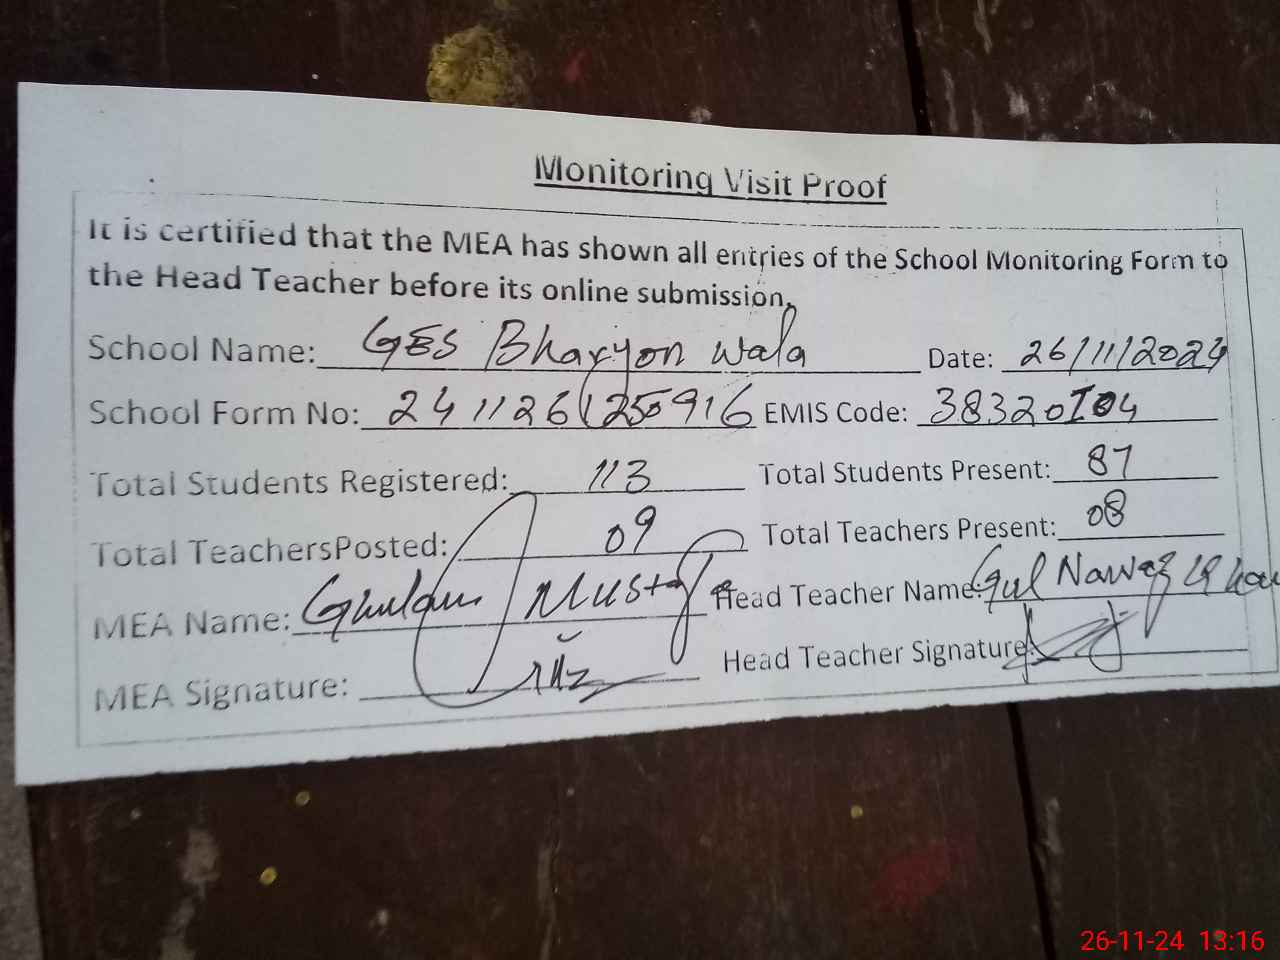 Monitoring Visit Proof
It is certified that the MEA has shown all entries of the School Monitoring Form to
the Head Teacher before its online submission.
School Name: GES Bharyon Wala Date: 26/11/2024
School Form No: 241126125916 EMIS Code: 38320104
Total Students Registered: 113 Total Students Present: 87
Total TeachersPosted: 09 Total Teachers Present: 08
MEA Name: Ghulam Mustafa Head Teacher Name: Gul Nawaz Khan
MEA Signature: Head Teacher Signature
26-11-24 13:16